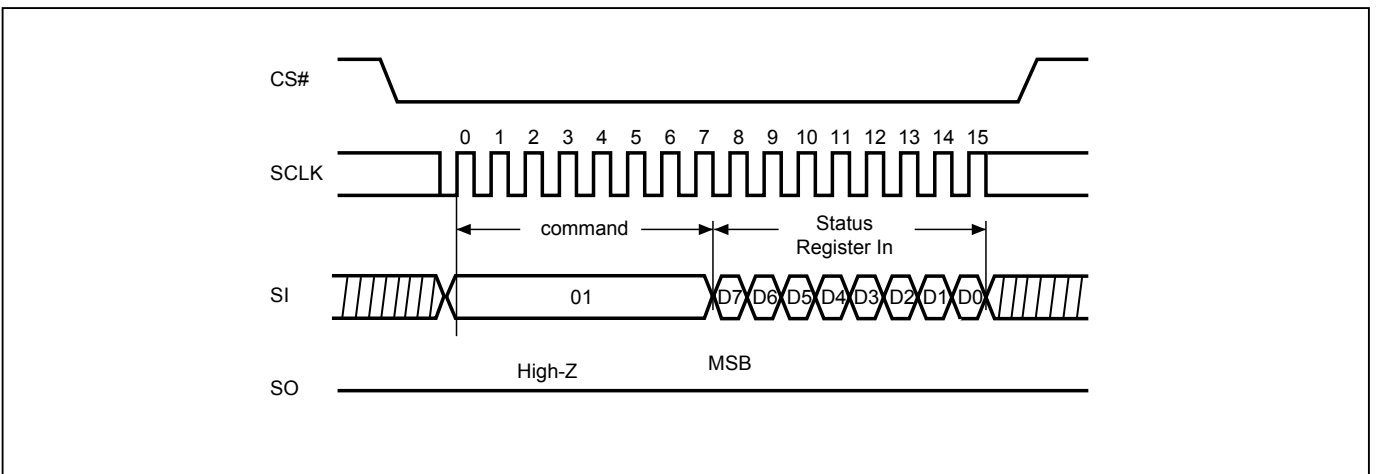 CS#
0 1 2 3 4 5 6 7 8 9 10 11 12 13 14 15
SCLK
command
Status
Register In
SI
01
D7 D6 D5 D4 D3 D2 D1 D0
High-Z
MSB
SO